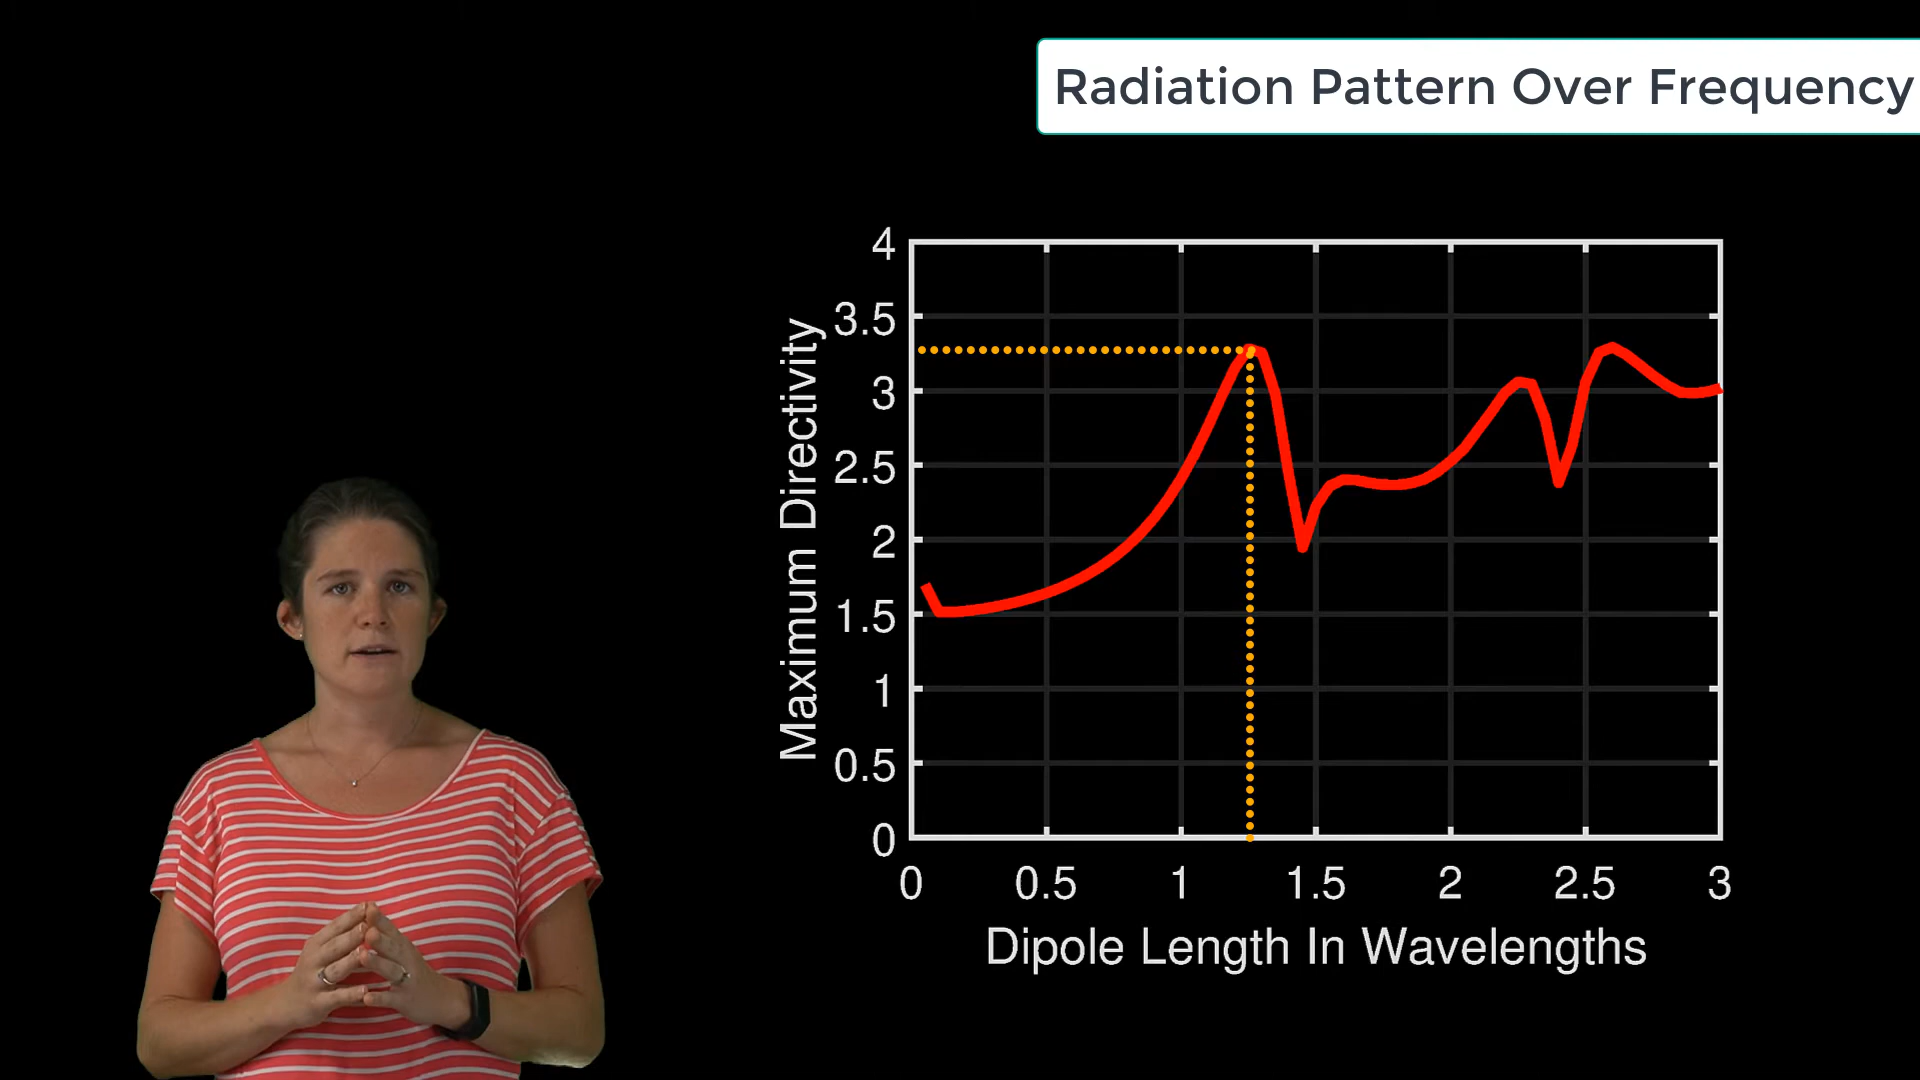 Radiation Pattern Over Frequency
4
3.5
3
2.5
2
1.5
1
0.5
0
Maximum Directivity
0 0.5 1 1.5 2 2.5 3
Dipole Length In Wavelengths